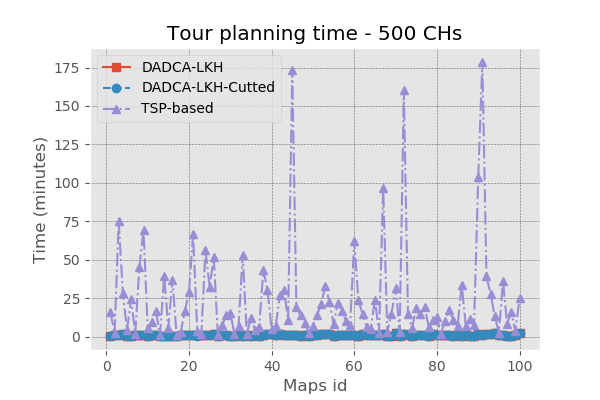 Tour planning time - 500 CHs
DADCA-LKH
DADCA-LKH-Cutted
TSP-based
Time (minutes)
175
150
125
100
75
50
25
0
0 20 40 60 80 100
Maps id